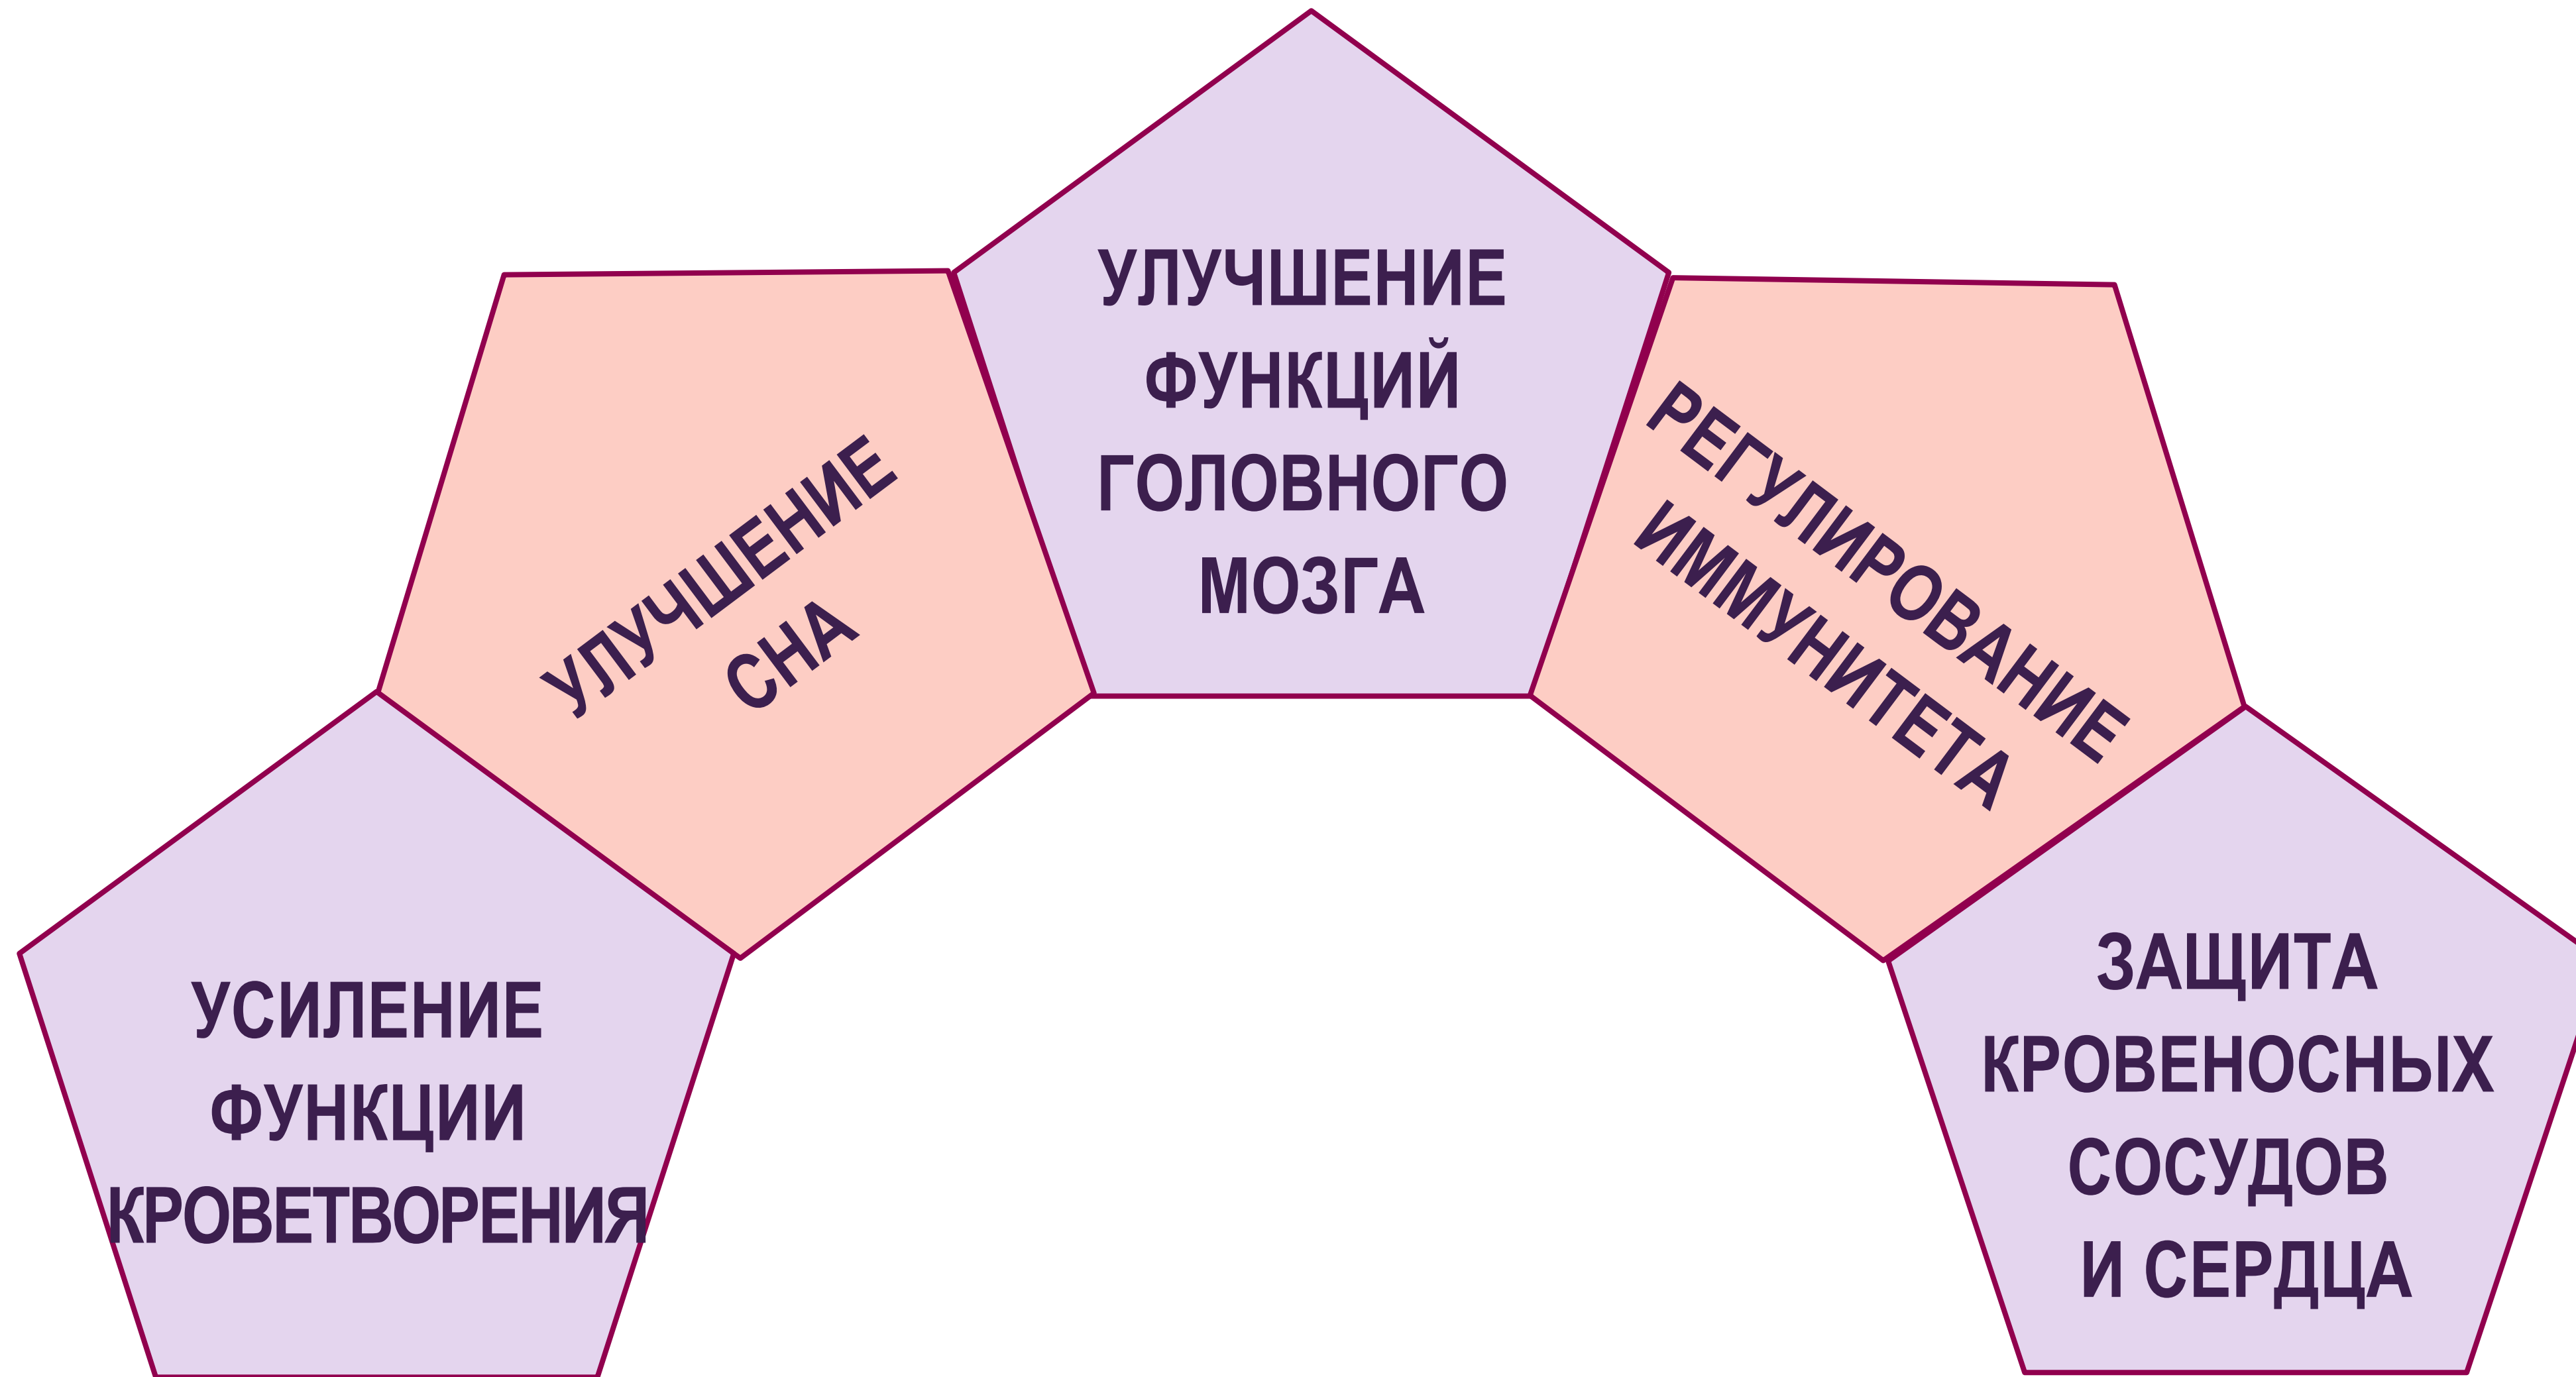 УСИЛЕНИЕ
ФУНКЦИИ
КРОВЕТВОРЕНИЯ
УЛУЧШЕНИЕ
СНА
УЛУЧШЕНИЕ
ФУНКЦИЙ
ГОЛОВНОГО
МОЗГА
РЕГУЛИРОВАНИЕ
ИММУНИТЕТА
ЗАЩИТА
КРОВЕНОСНЫХ
СОСУДОВ
И СЕРДЦА